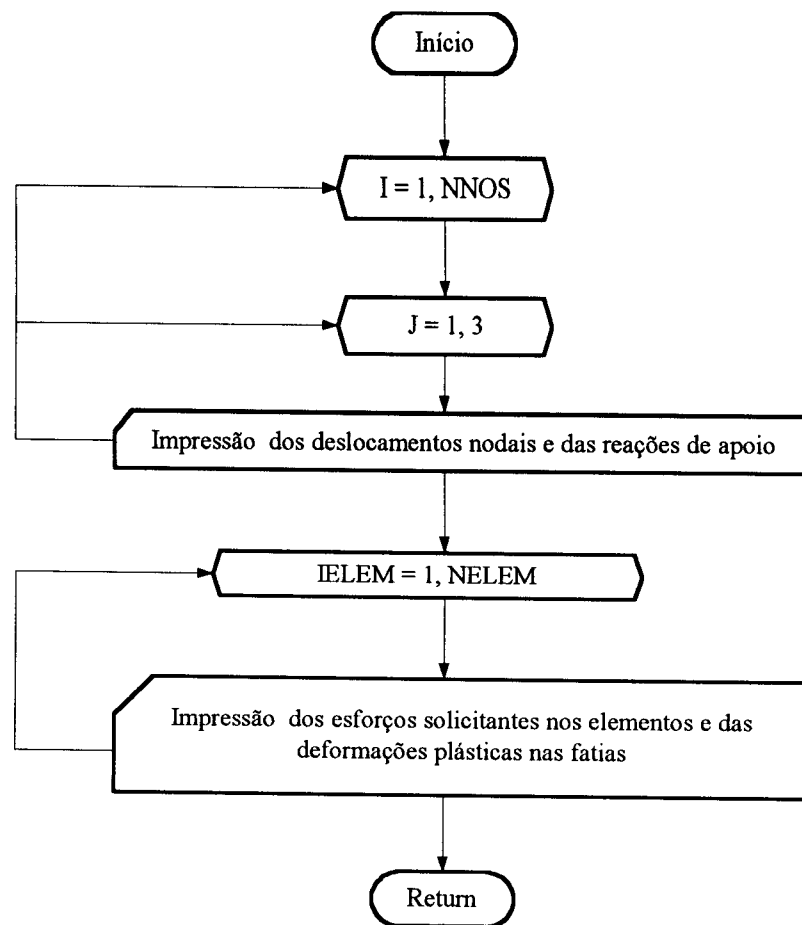 Início
I = 1, NNOS
J = 1, 3
Impressão dos deslocamentos nodais e das reações de apoio
IELEM = 1, NELEM
Impressão dos esforços solicitantes nos elementos e das
deformações plásticas nas fatias
Return